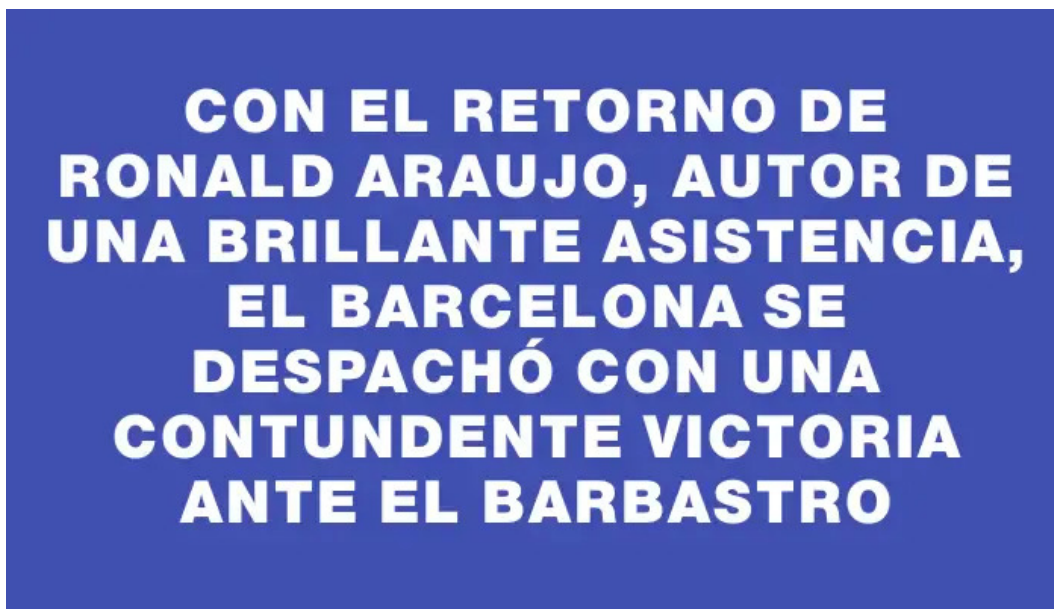 CON EL RETORNO DE
RONALD ARAUJO, AUTOR DE
UNA BRILLANTE ASISTENCIA,
EL BARCELONA SE
DESPACHÓ CON UNA
CONTUNDENTE VICTORIA
ANTE EL BARBASTRO